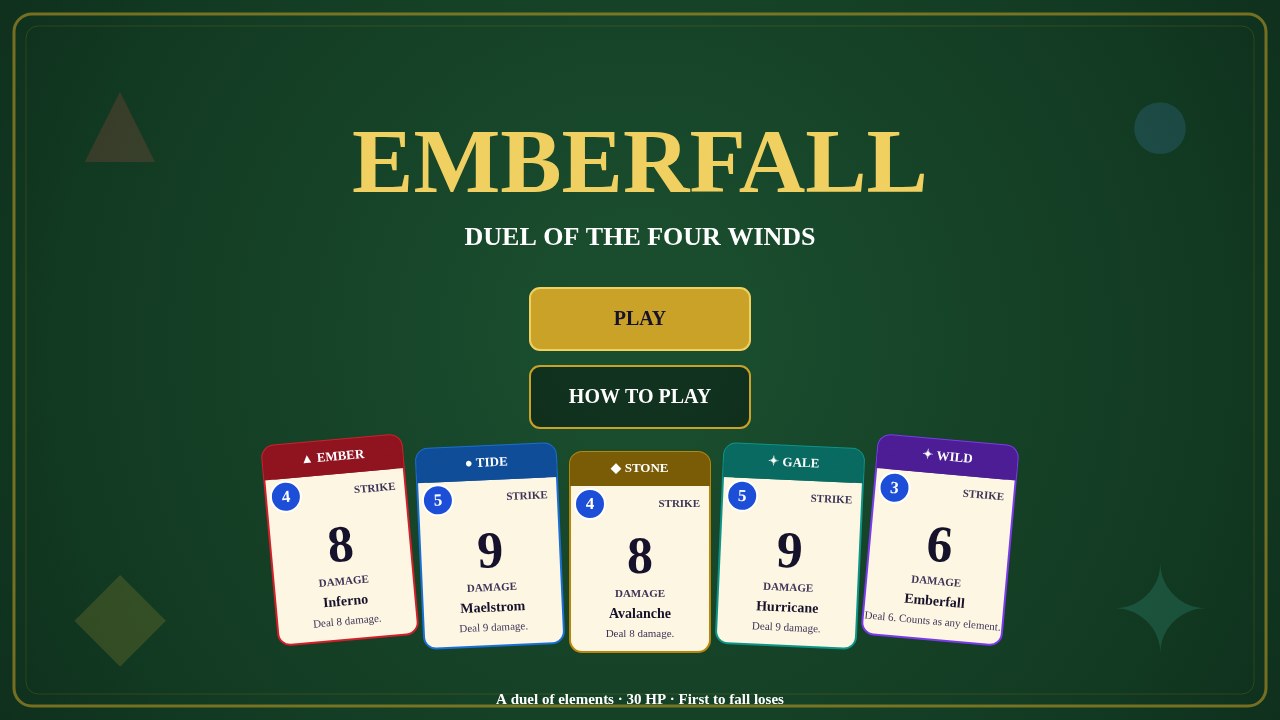 EMBERFALL
DUEL OF THE FOUR WINDS
PLAY
HOW TO PLAY
▲ EMBER
4
STRIKE
8
DAMAGE
Inferno
Deal 8 damage.
● TIDE
5
STRIKE
9
DAMAGE
Maelstrom
Deal 9 damage.
◆ STONE
4
STRIKE
8
DAMAGE
Avalanche
Deal 8 damage.
✦ GALE
5
STRIKE
9
DAMAGE
Hurricane
Deal 9 damage.
✦ WILD
3
STRIKE
6
DAMAGE
Emberfall
Deal 6. Counts as any element.
A duel of elements · 30 HP · First to fall loses